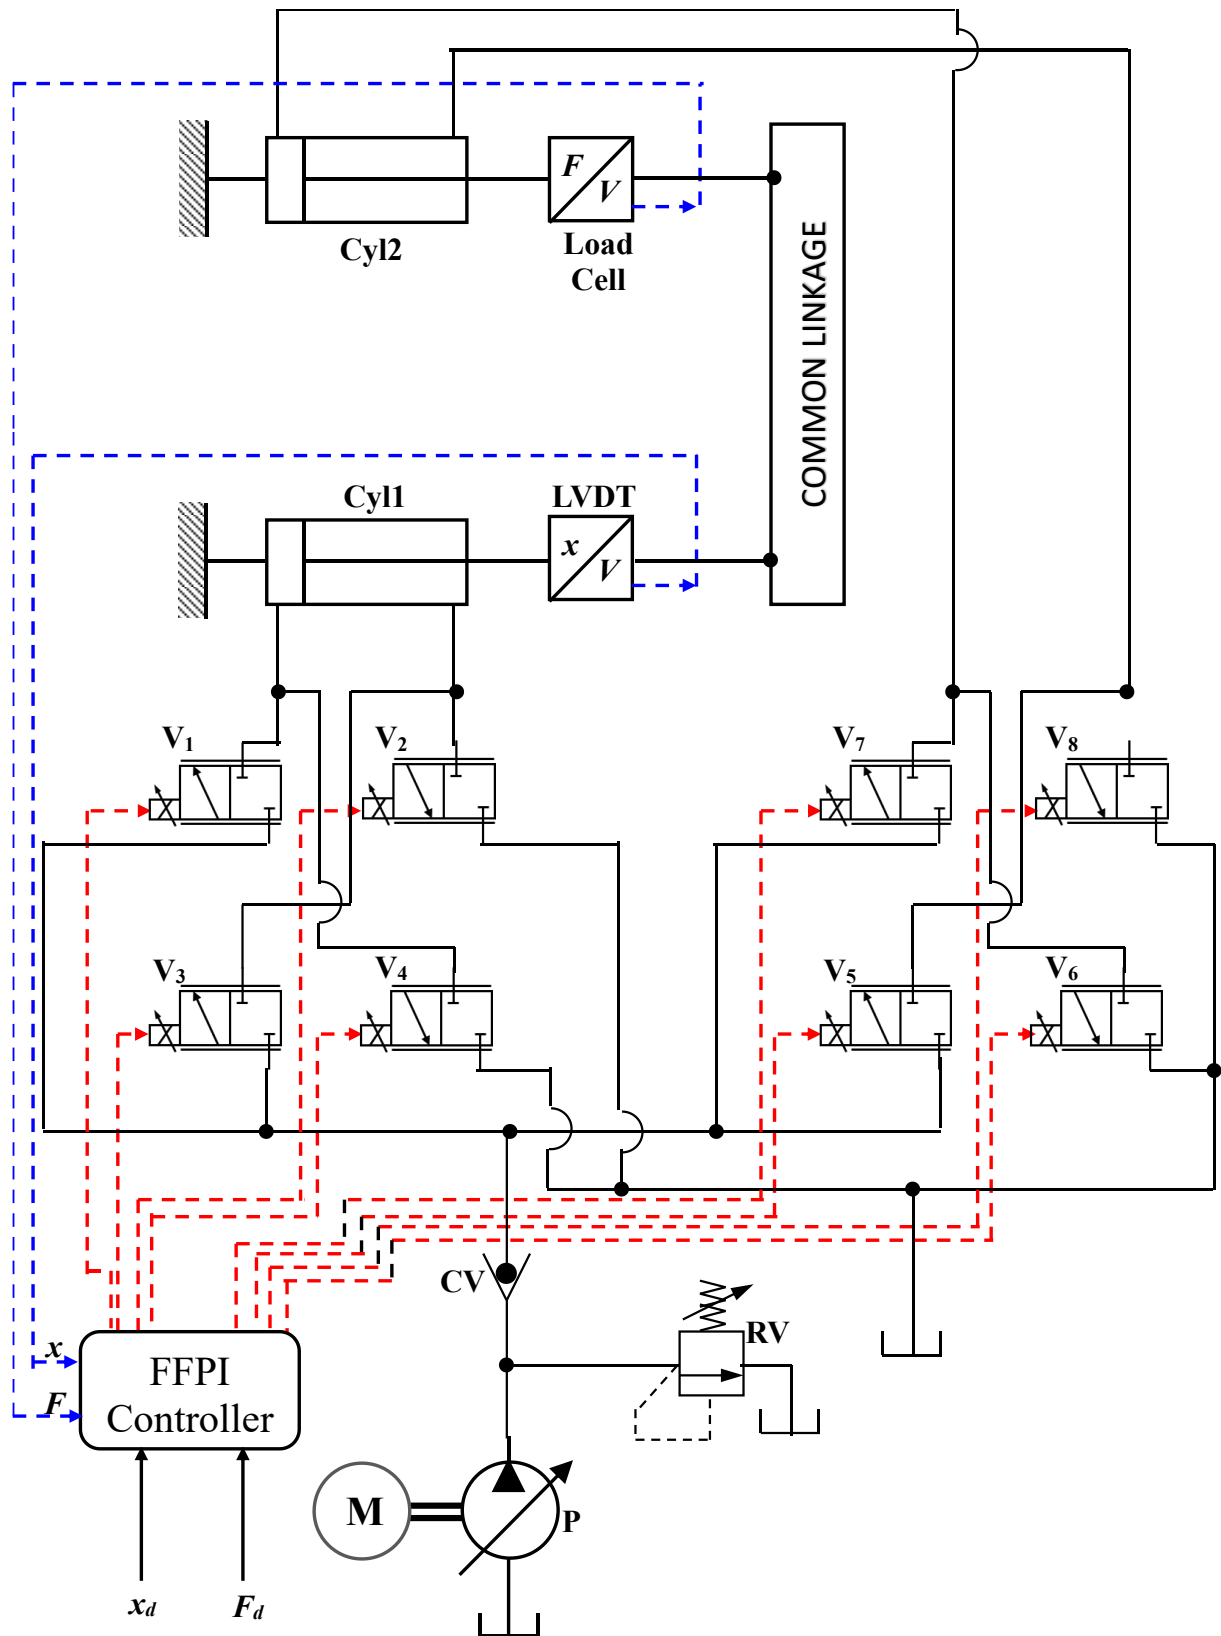 F
V
Cyl2
Load
Cell
COMMON LINKAGE
Cyl1
LVDT
x
V
V1
V2
V7
V8
V3
V4
V5
V6
CV
RV
x
FFPI
F
Controller
M
P
xd
Fd